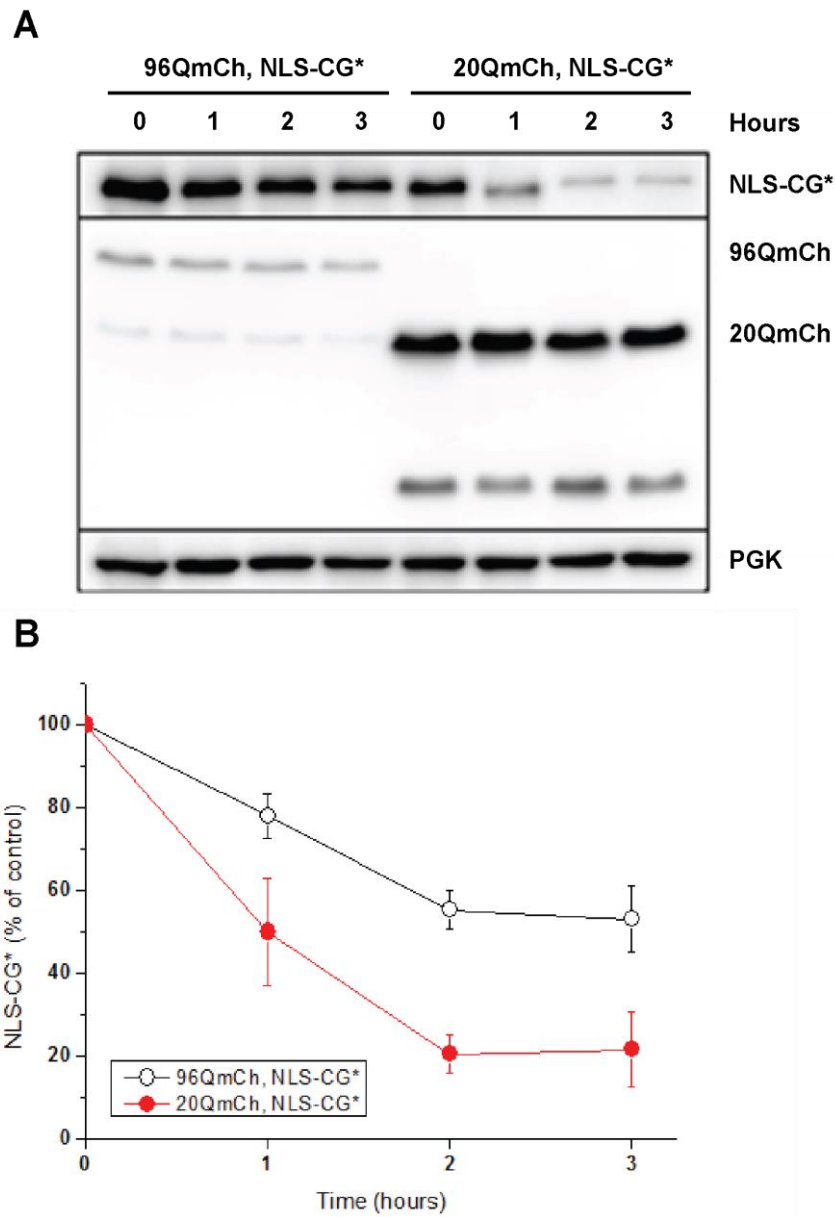 A
96QmCh, NLS-CG* 20QmCh, NLS-CG*
0 1 2 3 0 1 2 3 Hours
NLS-CG*
96QmCh
20QmCh
PGK
B
NLS-CG* (% of control)
100
80
60
40
20
0
96QmCh, NLS-CG*
20QmCh, NLS-CG*
0 1 2 3
Time (hours)